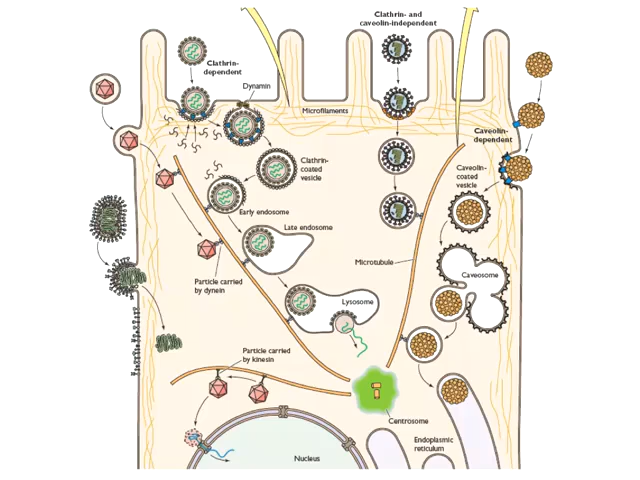 Clathrin- and
caveolin-independent
Clathrin-
dependent
Dynamin
Microfilaments
Caveolin-
dependent
Clathrin-
coated
vesicle
Caveolin-
coated
vesicle
Early endosome
Late endosome
Microtubule
Caveosome
Particle carried
by dynein
Lysosome
Particle carried
by kinesin
Centrosome
Endoplasmic
reticulum
Nucleus